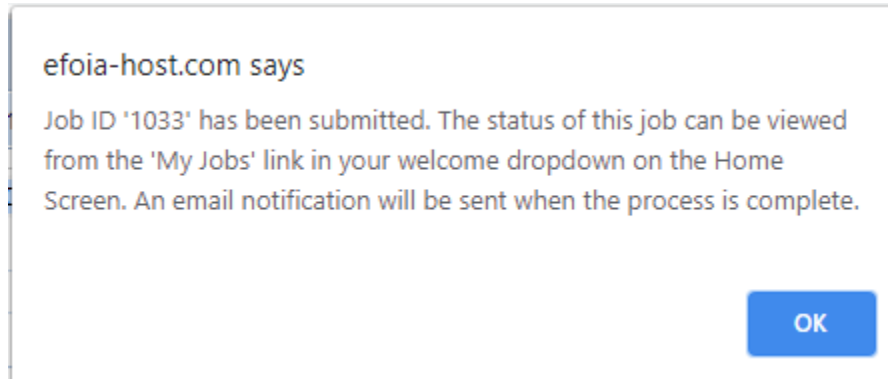 efoia-host.com says
Job ID '1033' has been submitted. The status of this job can be viewed
from the 'My Jobs' link in your welcome dropdown on the Home
Screen. An email notification will be sent when the process is complete.
OK